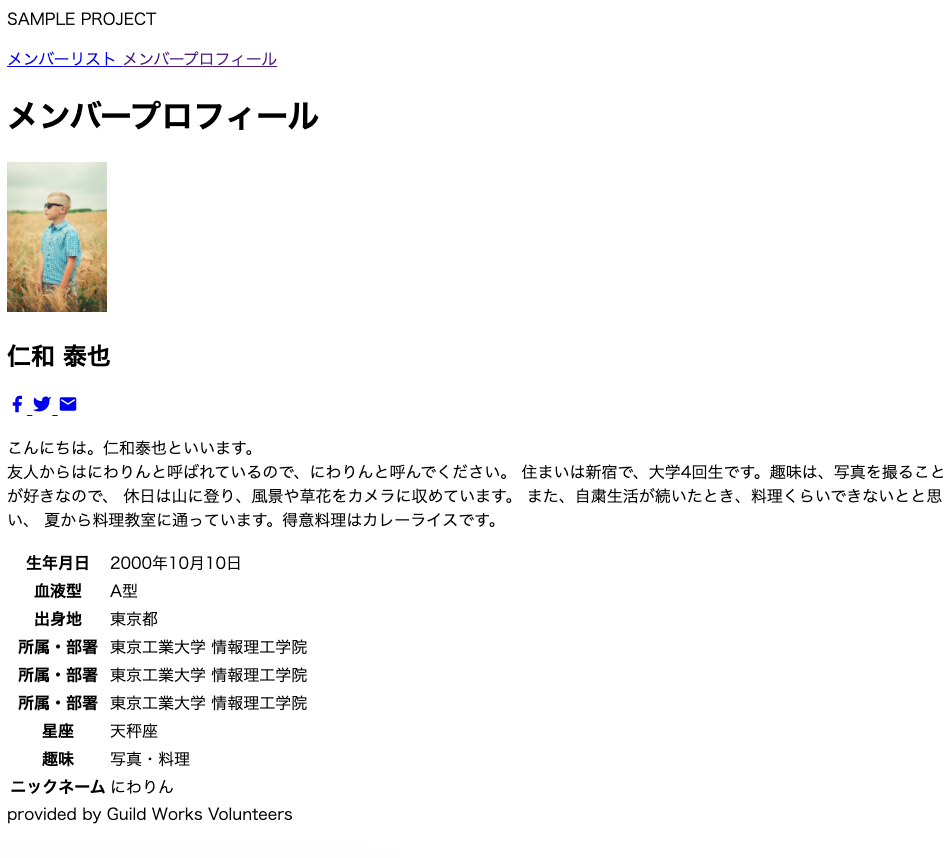 SAMPLE PROJECT
メンバーリスト メンバープロフィール
メンバープロフィール
仁和 泰也
こんにちは。仁和泰也といいます。
友人からはにわりんと呼ばれているので、にわりんと呼んでください。 住まいは新宿で、大学4回生です。趣味は、写真を撮ること
が好きなので、 休日は山に登り、風景や草花をカメラに収めています。 また、自粛生活が続いたとき、料理くらいできないとと思
い、 夏から料理教室に通っています。得意料理はカレーライスです。
生年月日 2000年10月10日
血液型 A型
出身地 東京都
所属・部署 東京工業大学 情報理工学院
所属・部署 東京工業大学 情報理工学院
所属・部署 東京工業大学 情報理工学院
星座 天秤座
趣味 写真・料理
ニックネーム にわりん
provided by Guild Works Volunteers